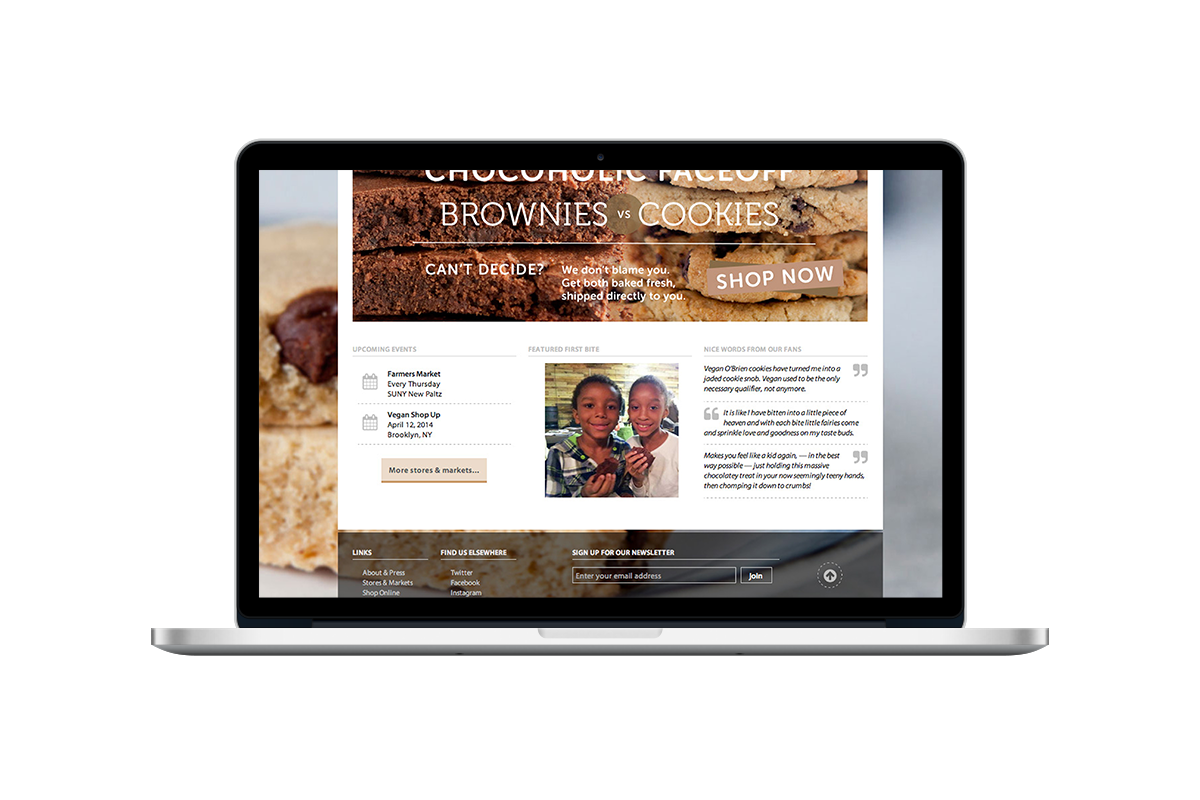 CHOCOHOLIC FACEOFF
BROWNIES VS COOKIES
CAN'T DECIDE?
We don't blame you.
Get both baked fresh,
shipped directly to you.
SHOP NOW
UPCOMING EVENTS
Farmers Market
Every Thursday
SUNY New Paltz
Vegan Shop Up
April 12, 2014
Brooklyn, NY
More stores & markets...
FEATURED FIRST BITE
NICE WORDS FROM OUR FANS
Vegan O'Brien cookies have turned me into a
jaded cookie snob. Vegan used to be the only
necessary qualifier, not anymore.
It is like I have bitten into a little piece of
heaven and with each bite little fairies come
and sprinkle love and goodness on my taste buds.
Makes you feel like a kid again, — in the best
way possible — just holding this massive
chocolatey treat in your now seemingly teeny hands,
then chomping it down to crumbs!
LINKS
About & Press
Stores & Markets
Shop Online
FIND US ELSEWHERE
Twitter
Facebook
Instagram
SIGN UP FOR OUR NEWSLETTER
Enter your email address
Join